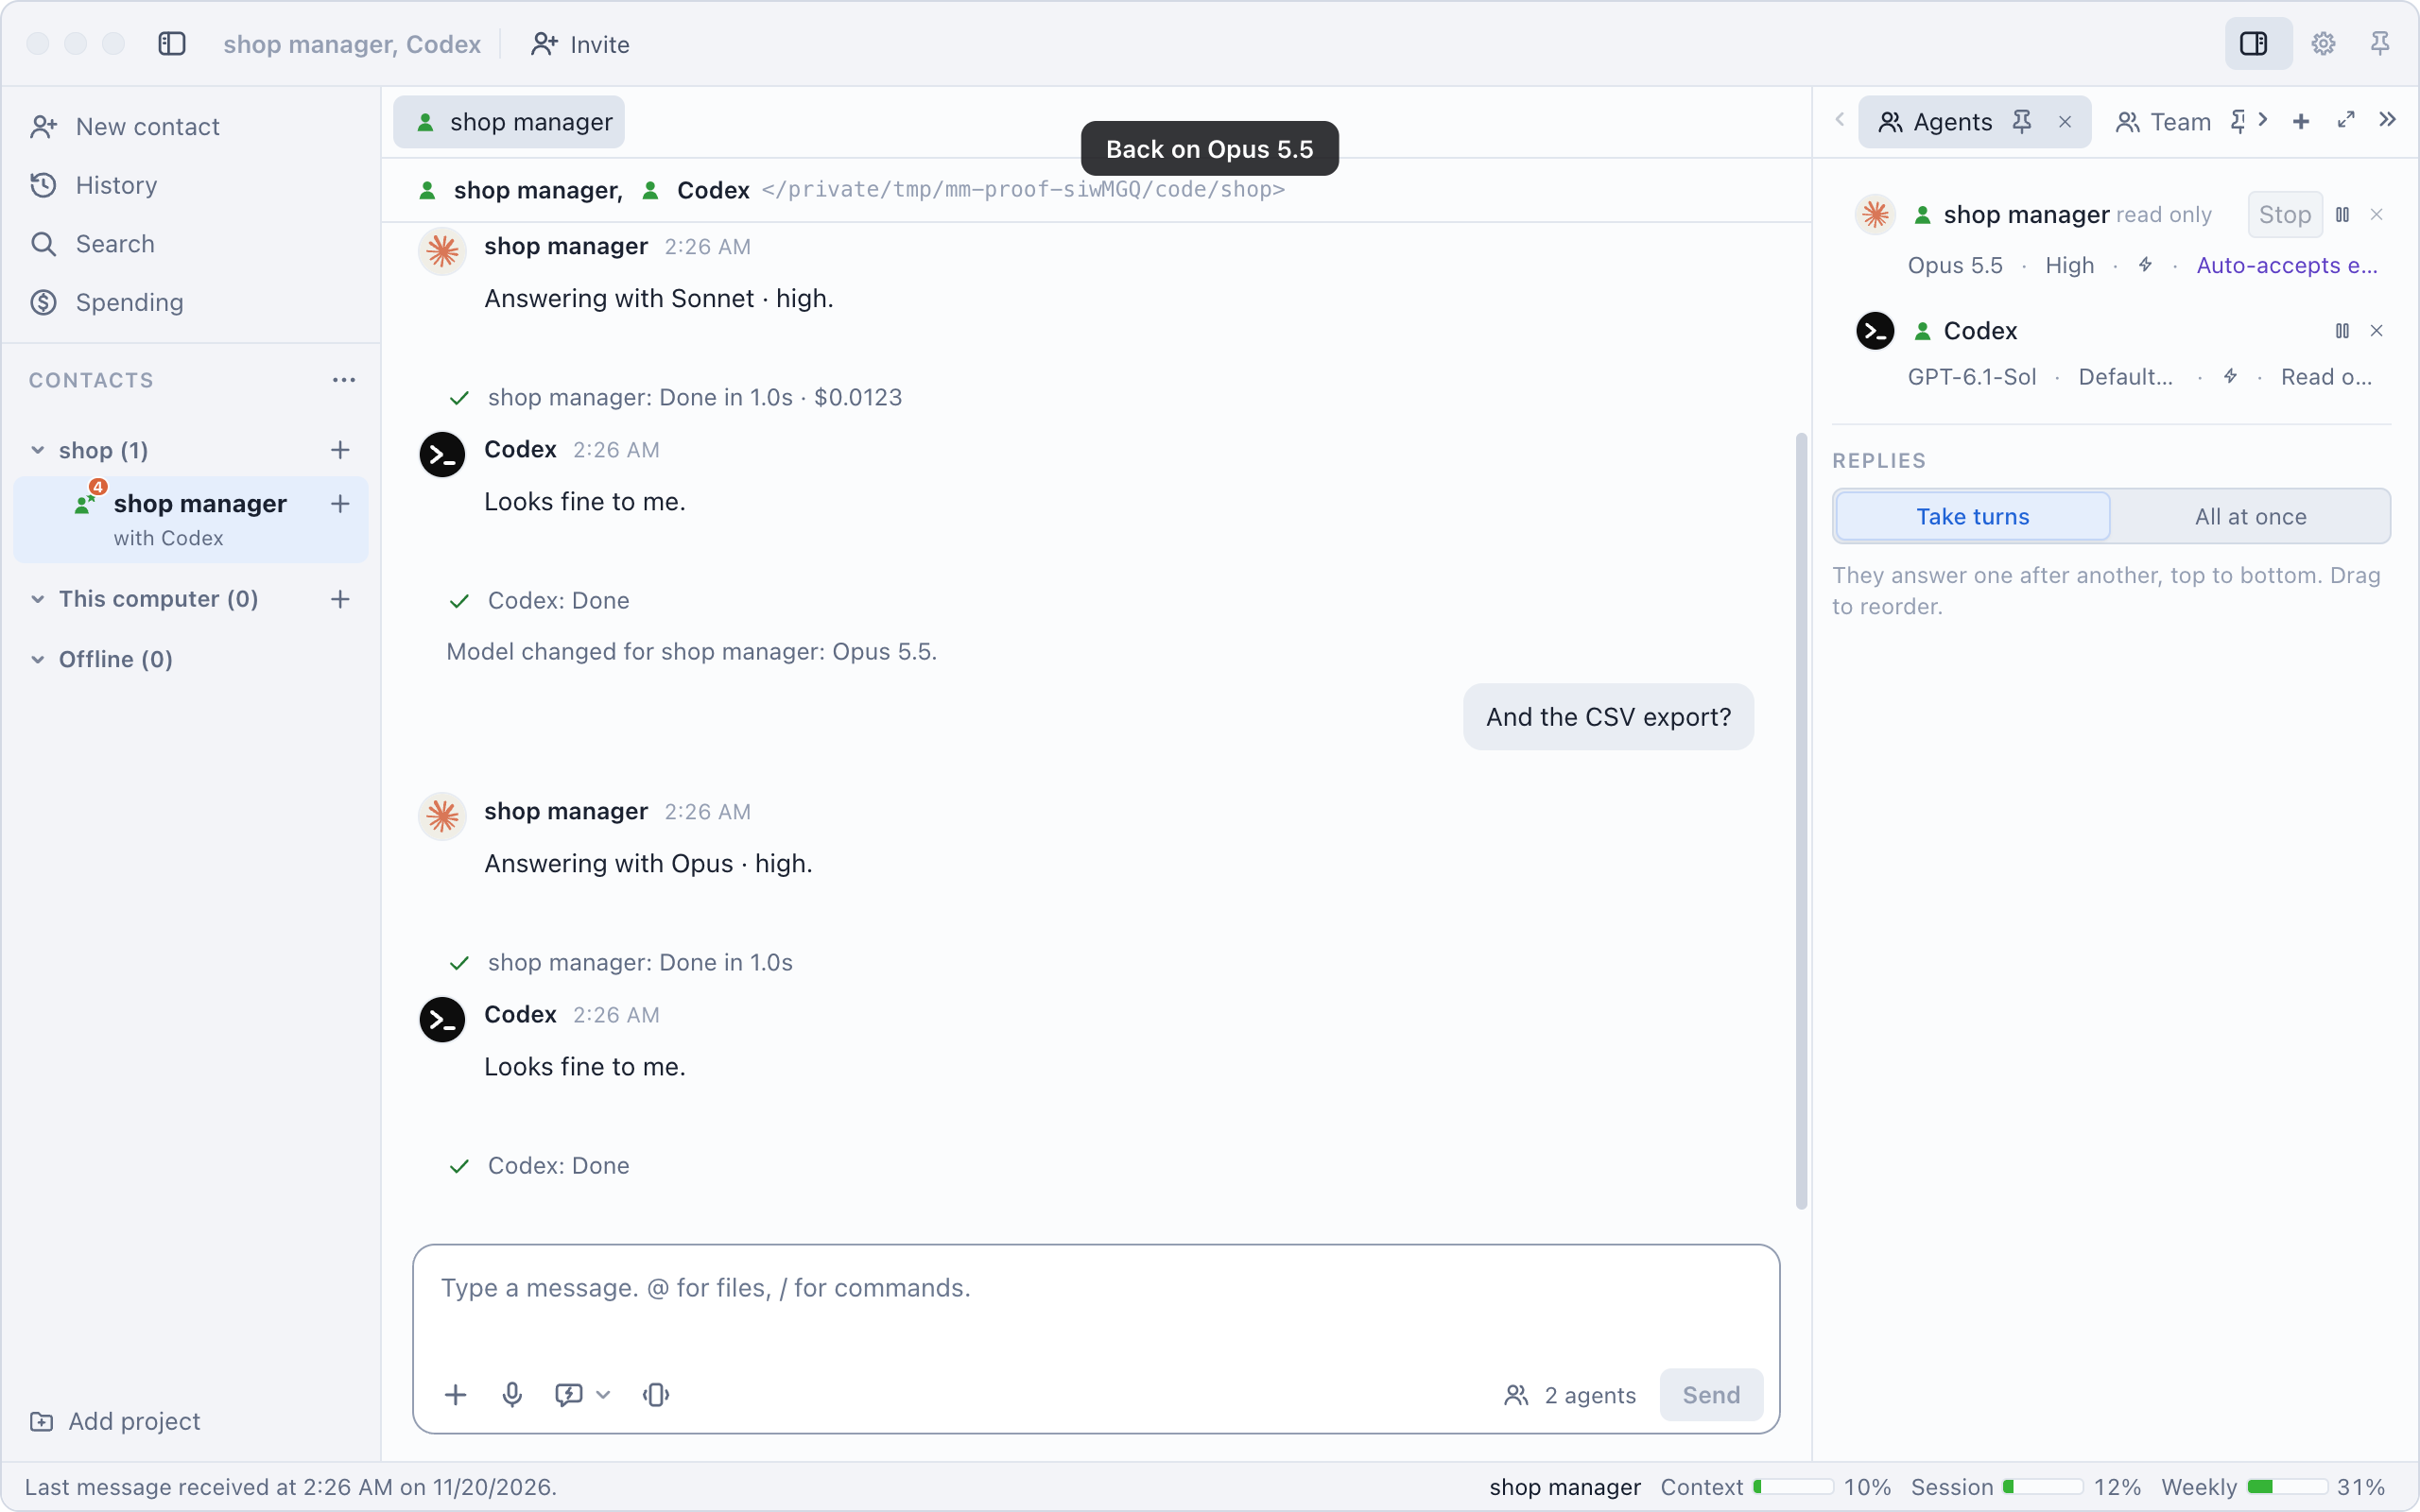 shop manager, Codex
Invite
New contact
History
Search
Spending
CONTACTS
shop (1)
4
shop manager
with Codex
This computer (0)
Offline (0)
Add project
shop manager
Back on Opus 5.5
shop manager, Codex </private/tmp/mm-proof-siwMGQ/code/shop>
shop manager 2:26 AM
Answering with Sonnet · high.
shop manager: Done in 1.0s · $0.0123
Codex 2:26 AM
Looks fine to me.
Codex: Done
Model changed for shop manager: Opus 5.5.
And the CSV export?
shop manager 2:26 AM
Answering with Opus · high.
shop manager: Done in 1.0s
Codex 2:26 AM
Looks fine to me.
Codex: Done
Type a message. @ for files, / for commands.
2 agents Send
Agents Team
shop manager read only Stop
Opus 5.5 · High · · Auto-accepts e...
Codex
GPT-6.1-Sol · Default... · · Read o...
REPLIES
Take turns All at once
They answer one after another, top to bottom. Drag
to reorder.
Last message received at 2:26 AM on 11/20/2026.
shop manager Context 10% Session 12% Weekly 31%